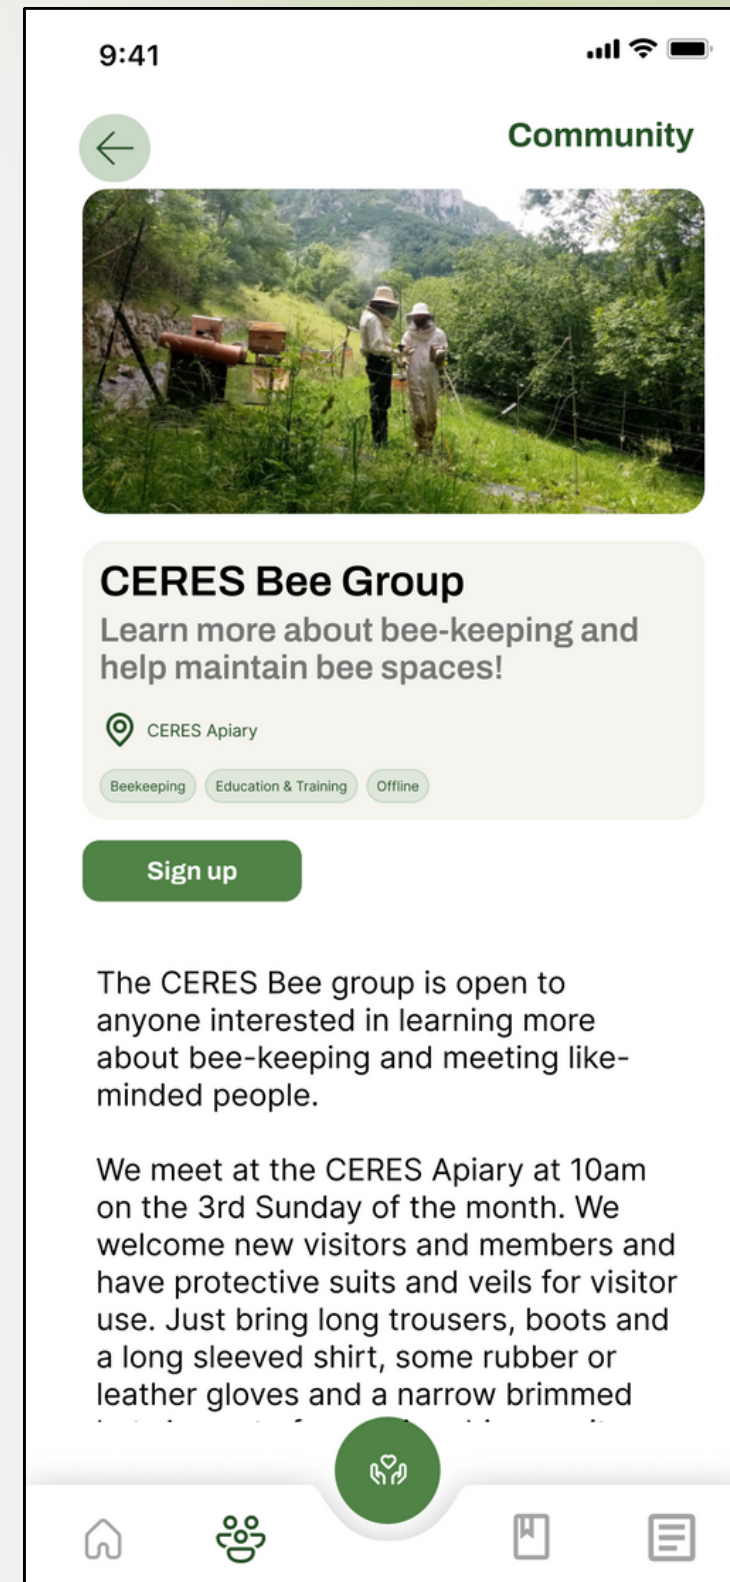 9:41
Community
CERES Bee Group
Learn more about bee-keeping and
help maintain bee spaces!
CERES Apiary
Beekeeping Education & Training Offline
Sign up
The CERES Bee group is open to
anyone interested in learning more
about bee-keeping and meeting like-
minded people.
We meet at the CERES Apiary at 10am
on the 3rd Sunday of the month. We
welcome new visitors and members and
have protective suits and veils for visitor
use. Just bring long trousers, boots and
a long sleeved shirt, some rubber or
leather gloves and a narrow brimmed